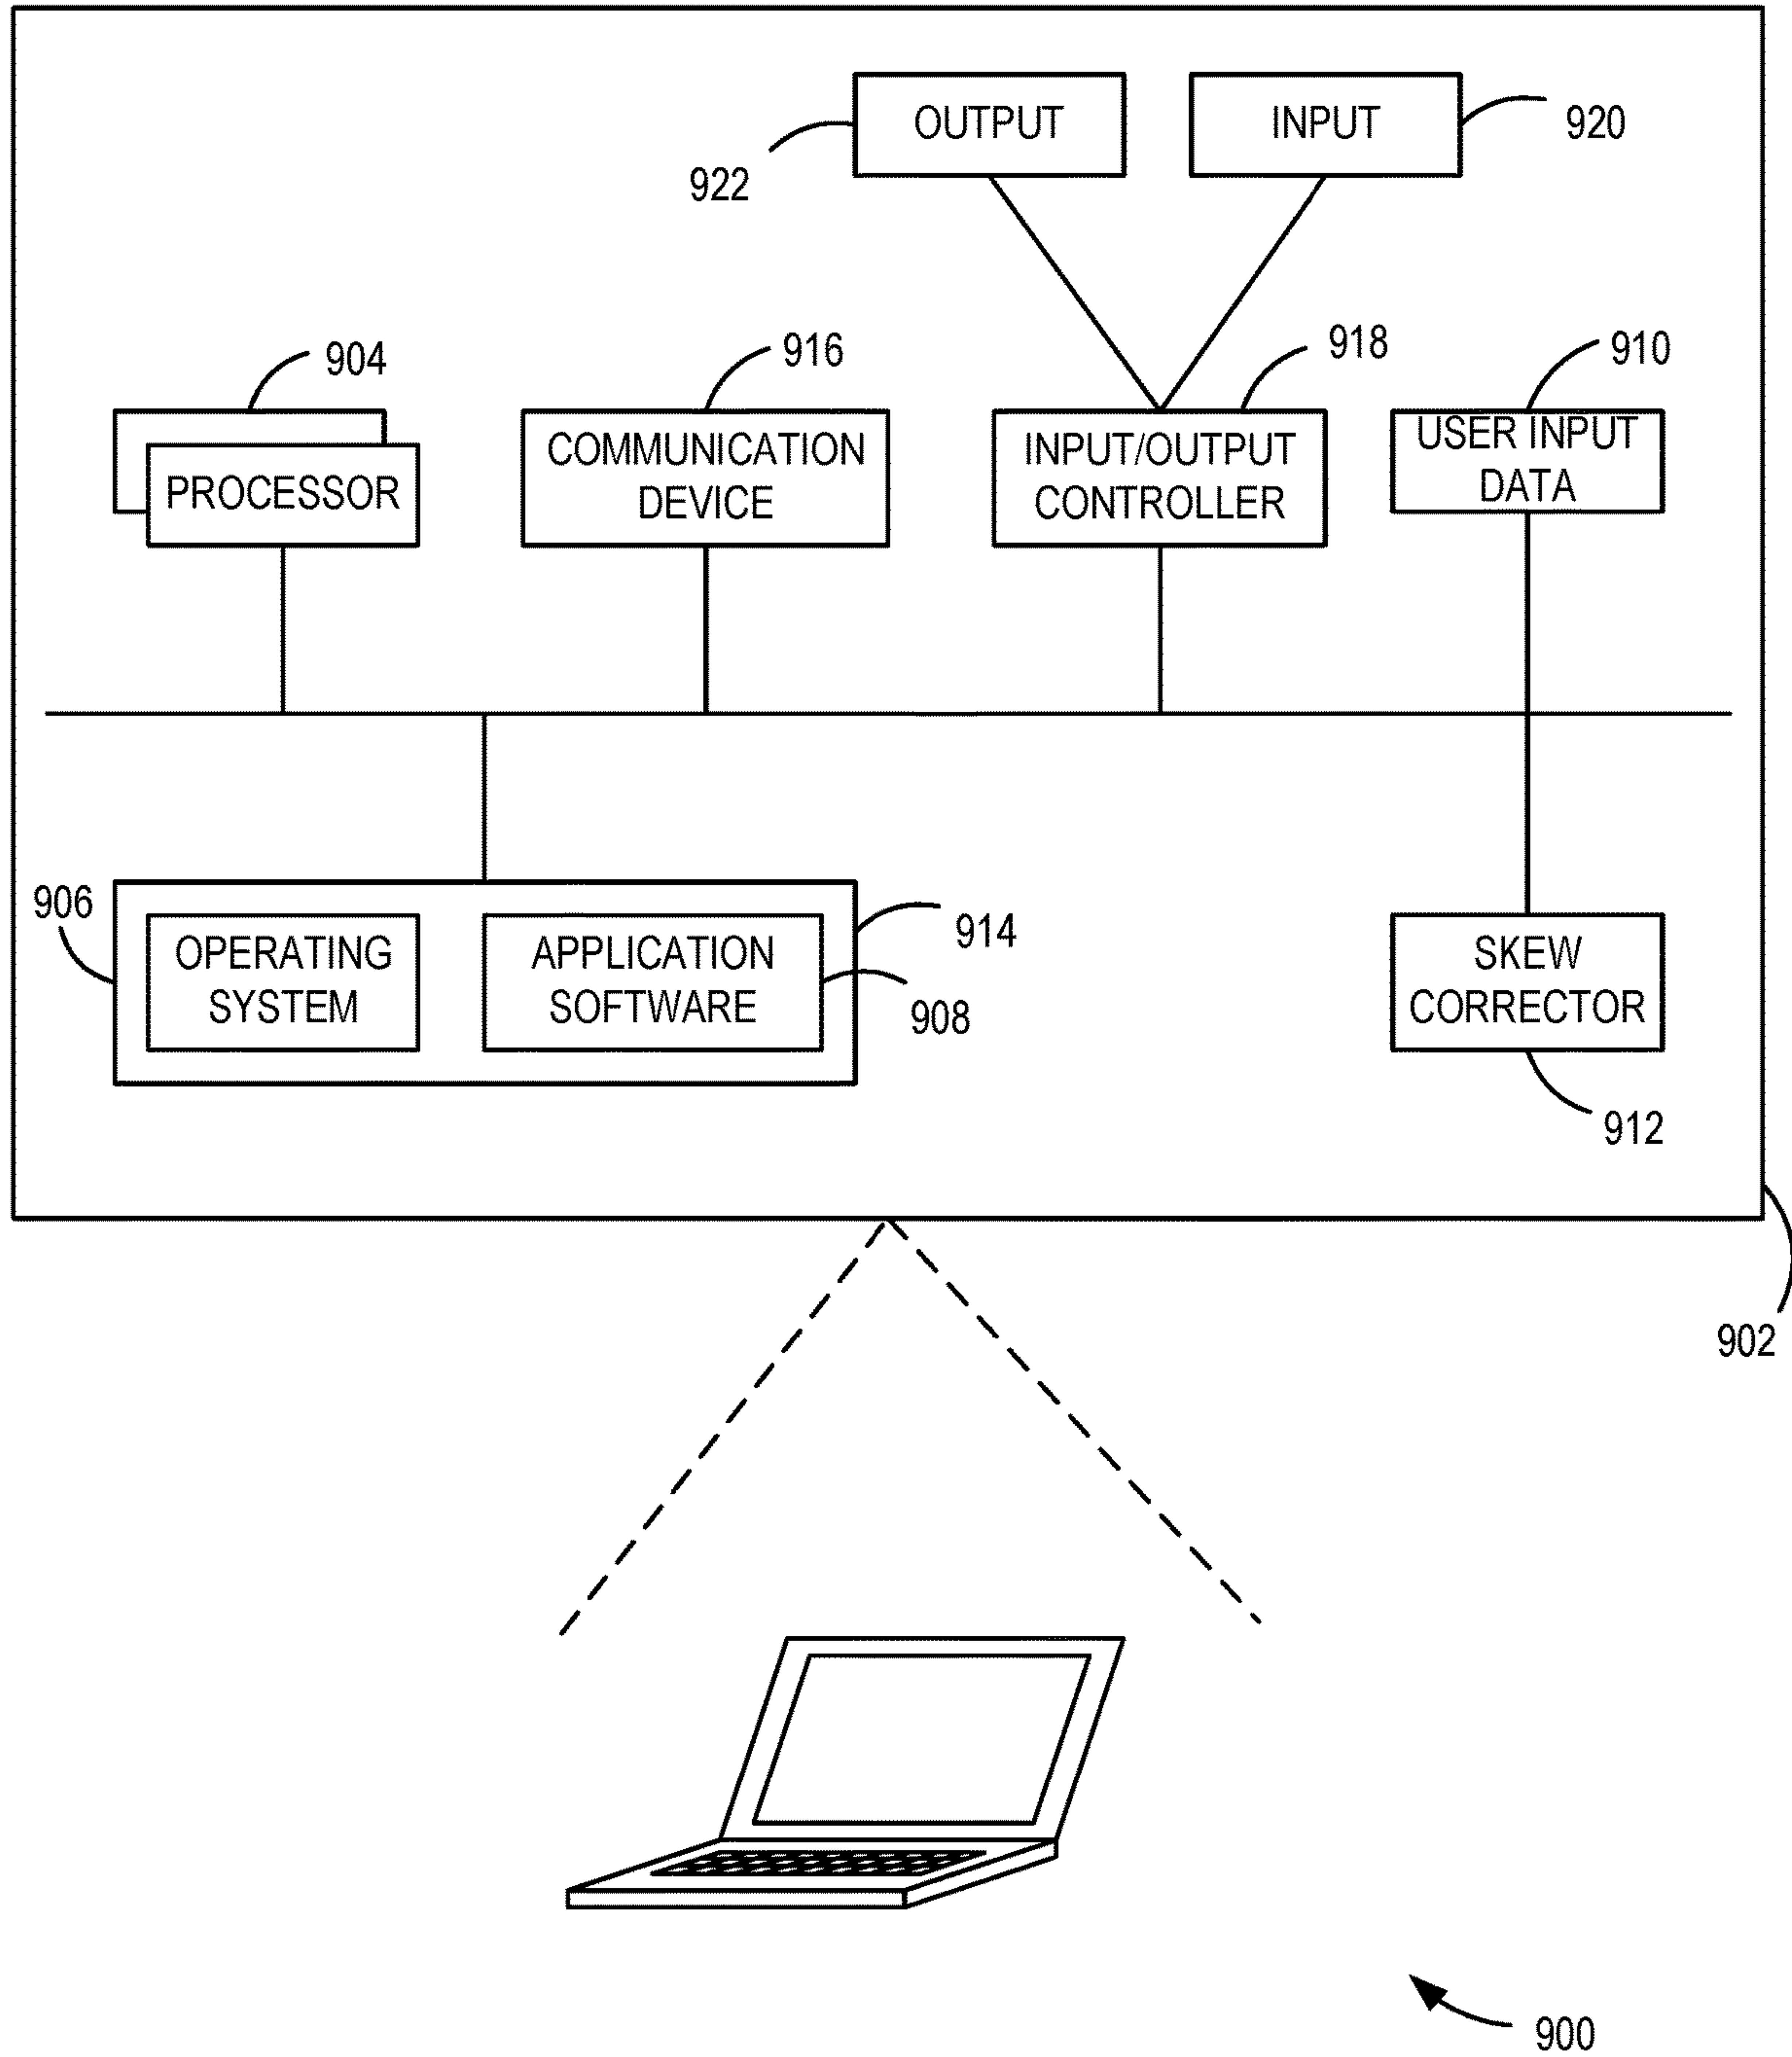 OUTPUT
INPUT
920
922
904
916
918
910
PROCESSOR
COMMUNICATION
DEVICE
INPUT/OUTPUT
CONTROLLER
USER INPUT
DATA
906
OPERATING
SYSTEM
APPLICATION
SOFTWARE
914
908
SKEW
CORRECTOR
912
902
900